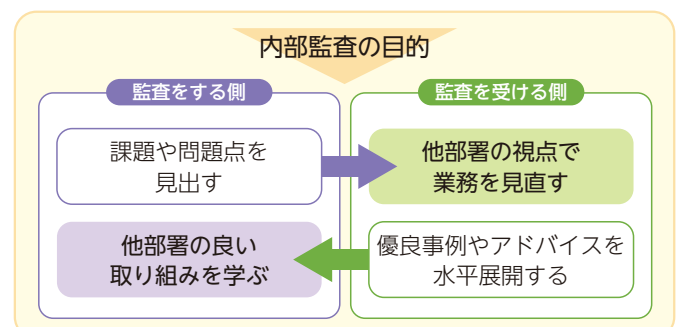 内部監査の目的
監査をする側
監査を受ける側
課題や問題点を
見出す
他部署の視点で
業務を見直す
他部署の良い
取り組みを学ぶ
優良事例やアドバイスを
水平展開する